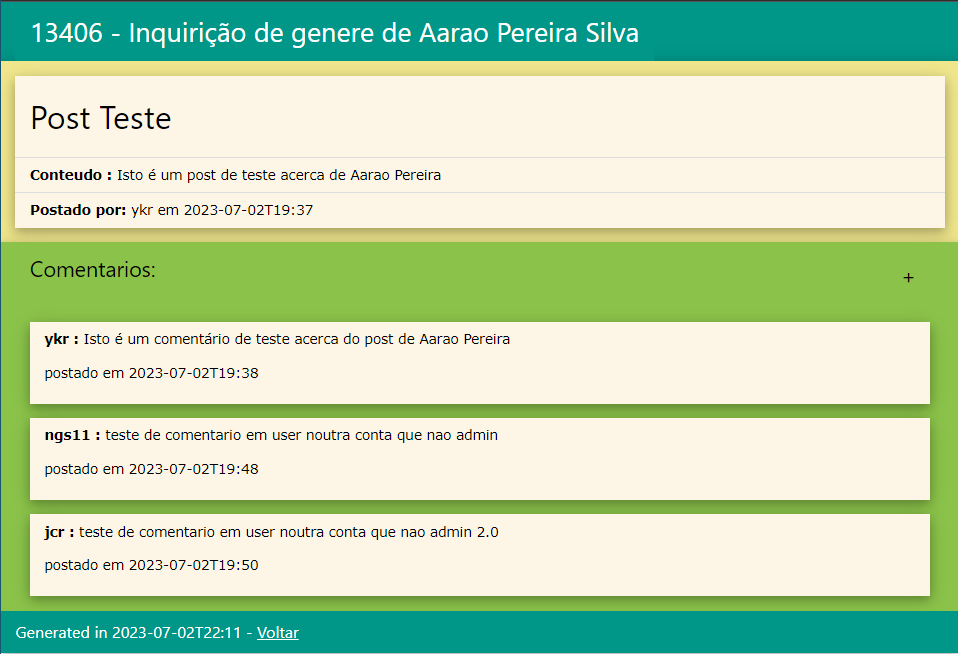 13406 - Inquirição de genere de Aarao Pereira Silva
Post Teste
Conteudo : Isto é um post de teste acerca de Aarao Pereira
Postado por: ykr em 2023-07-02T19:37
Comentarios:
+
ykr : Isto é um comentário de teste acerca do post de Aarao Pereira
postado em 2023-07-02T19:38
ngs11 : teste de comentario em user noutra conta que nao admin
postado em 2023-07-02T19:48
jcr : teste de comentario em user noutra conta que nao admin 2.0
postado em 2023-07-02T19:50
Generated in 2023-07-02T22:11 - Voltar